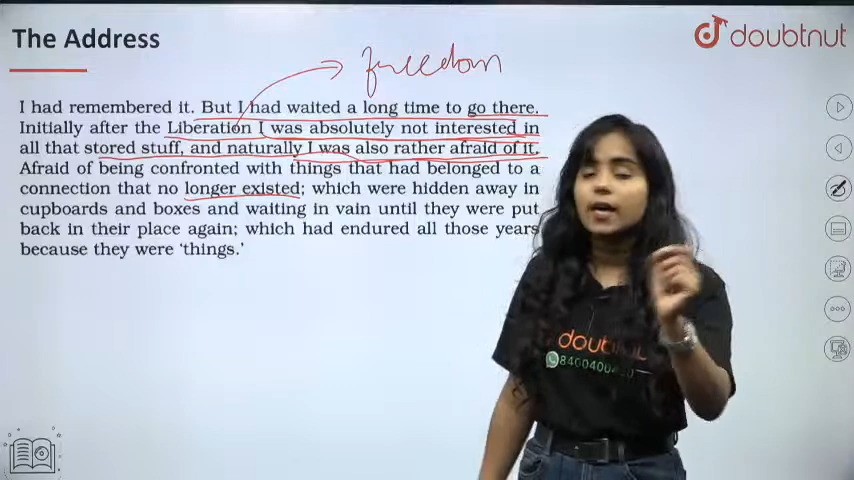 The Address
doubtnut
freedom
I had remembered it. But I had waited a long time to go there.
Initially after the Liberation I was absolutely not interested in
all that stored stuff, and naturally I was also rather afraid of it.
Afraid of being confronted with things that had belonged to a
connection that no longer existed; which were hidden away in
cupboards and boxes and waiting in vain until they were put
back in their place again; which had endured all those years
because they were 'things.'
doubtnut